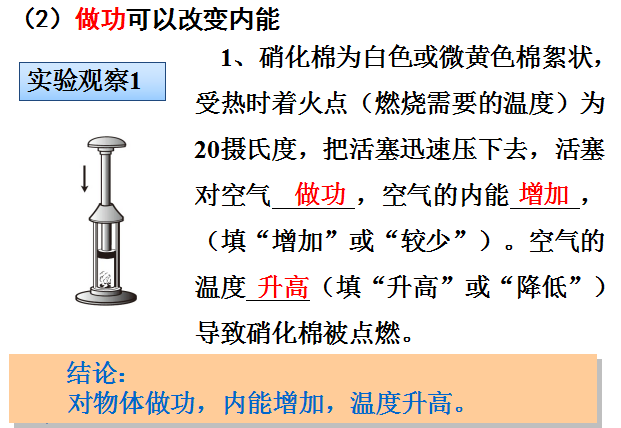 （2）做功可以改变内能
实验观察1
1、硝化棉为白色或微黄色棉絮状，
受热时着火点（燃烧需要的温度）为
20摄氏度，把活塞迅速压下去，活塞
对空气 做功 ，空气的内能 增加 ，
（填“增加”或“较少”）。空气的
温度 升高（填“升高”或“降低”）
导致硝化棉被点燃。
结论：
对物体做功，内能增加，温度升高。